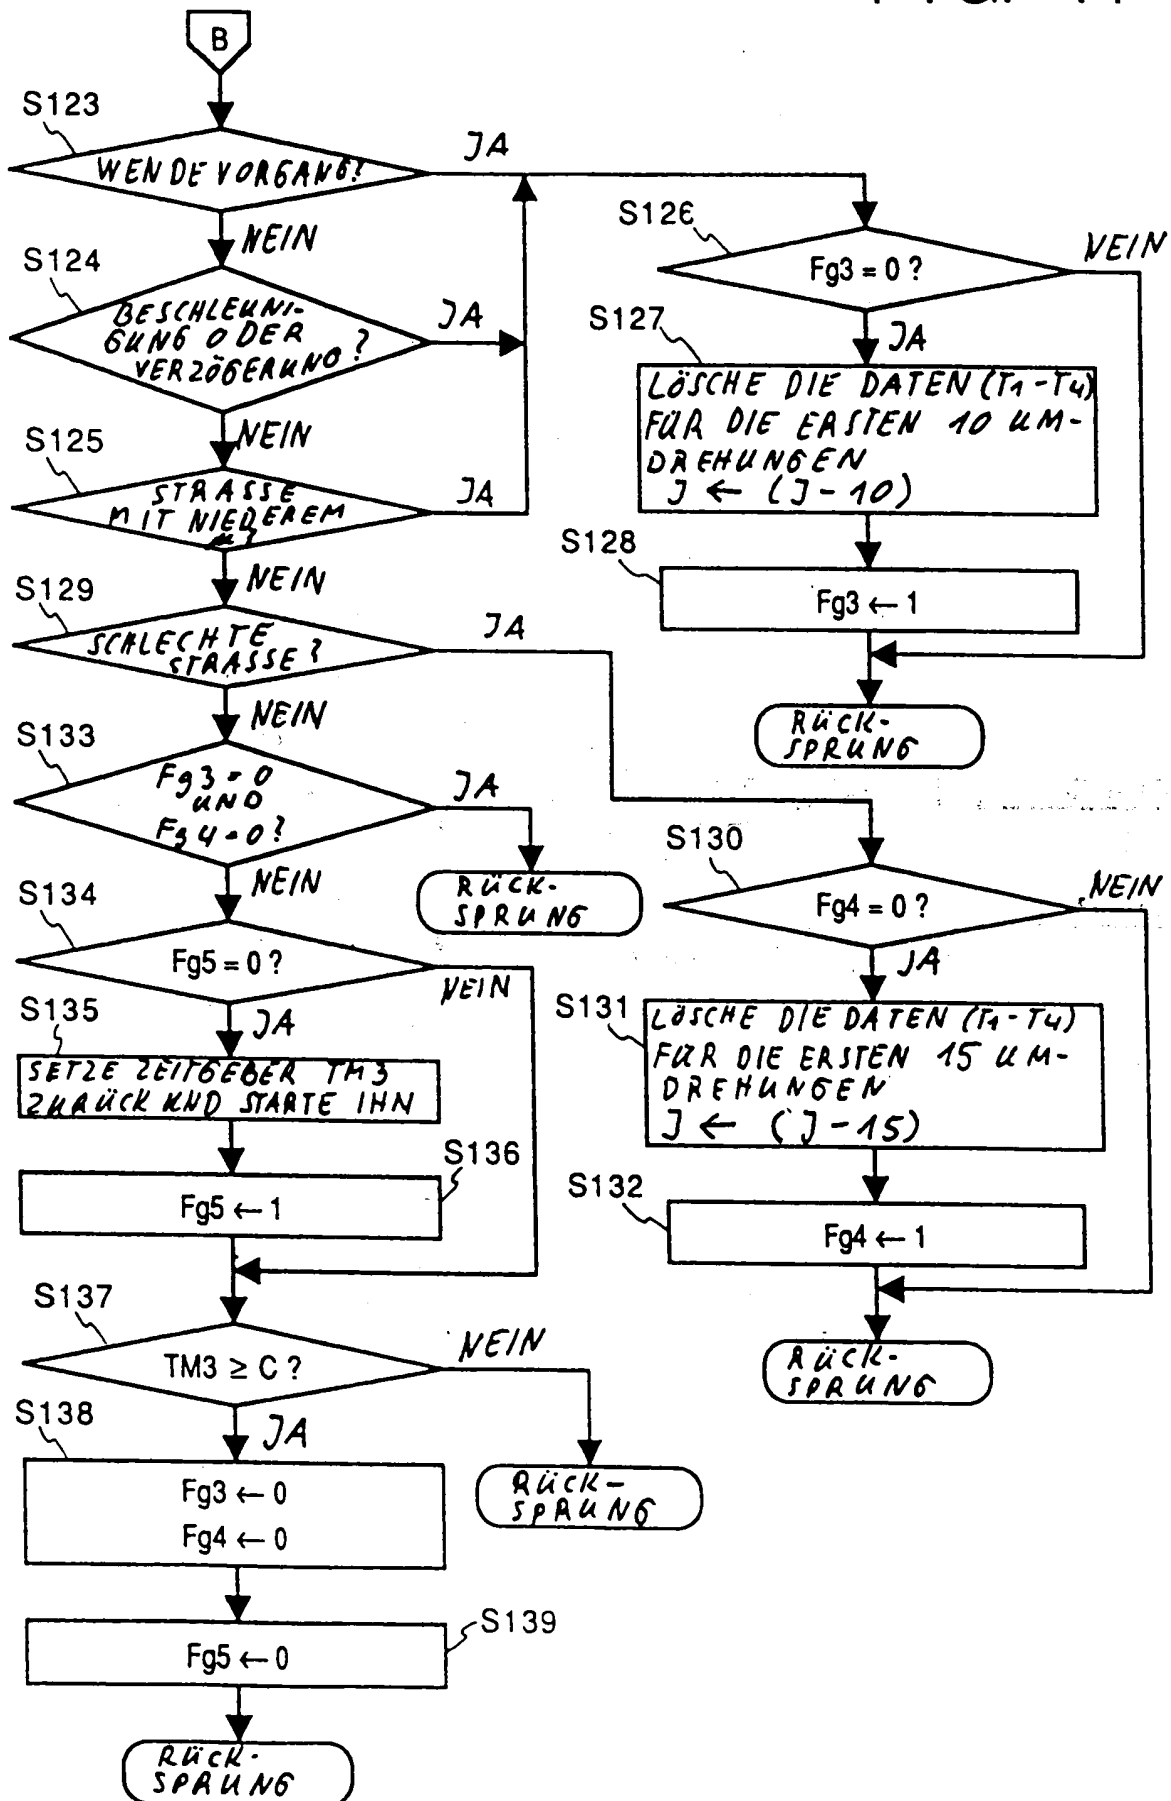 B
S123
WENDEVORGANG?
JA
NEIN
S124
BESCHLEUNI-
GUNG ODER
VERZÖGERUNG?
JA
NEIN
S125
STRASSE
MIT NIEDEREM
µ?
JA
NEIN
S126
Fg3 = 0 ?
NEIN
JA
S127
LÖSCHE DIE DATEN (T1-T4)
FÜR DIE ERSTEN 10 UM-
DREHUNGEN
J ← (J-10)
S128
Fg3 ← 1
RÜCK-
SPRUNG
S129
SCHLECHTE
STRASSE?
JA
NEIN
S133
Fg3=0
UND
Fg4=0?
JA
RÜCK-
SPRUNG
NEIN
S130
Fg4 = 0 ?
NEIN
JA
S131
LÖSCHE DIE DATEN (T1-T4)
FÜR DIE ERSTEN 15 UM-
DREHUNGEN
J ← (J-15)
S132
Fg4 ← 1
RÜCK-
SPRUNG
S134
Fg5 = 0 ?
NEIN
JA
S135
SETZE ZEITGEBER TM3
ZURÜCK UND STARTE IHN
S136
Fg5 ← 1
S137
TM3 ≥ C ?
NEIN
RÜCK-
SPRUNG
JA
S138
Fg3 ← 0
Fg4 ← 0
S139
Fg5 ← 0
RÜCK-
SPRUNG